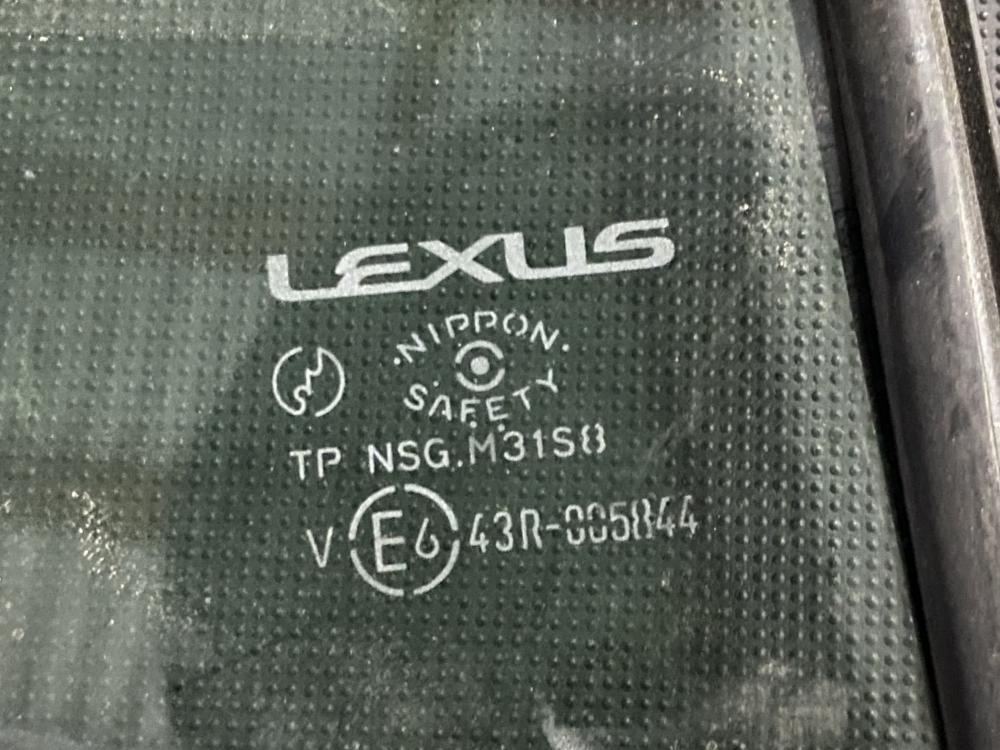 LEXUS
NIPPON
SAFETY
TP NSG.M31S8
V E6 43R-005844